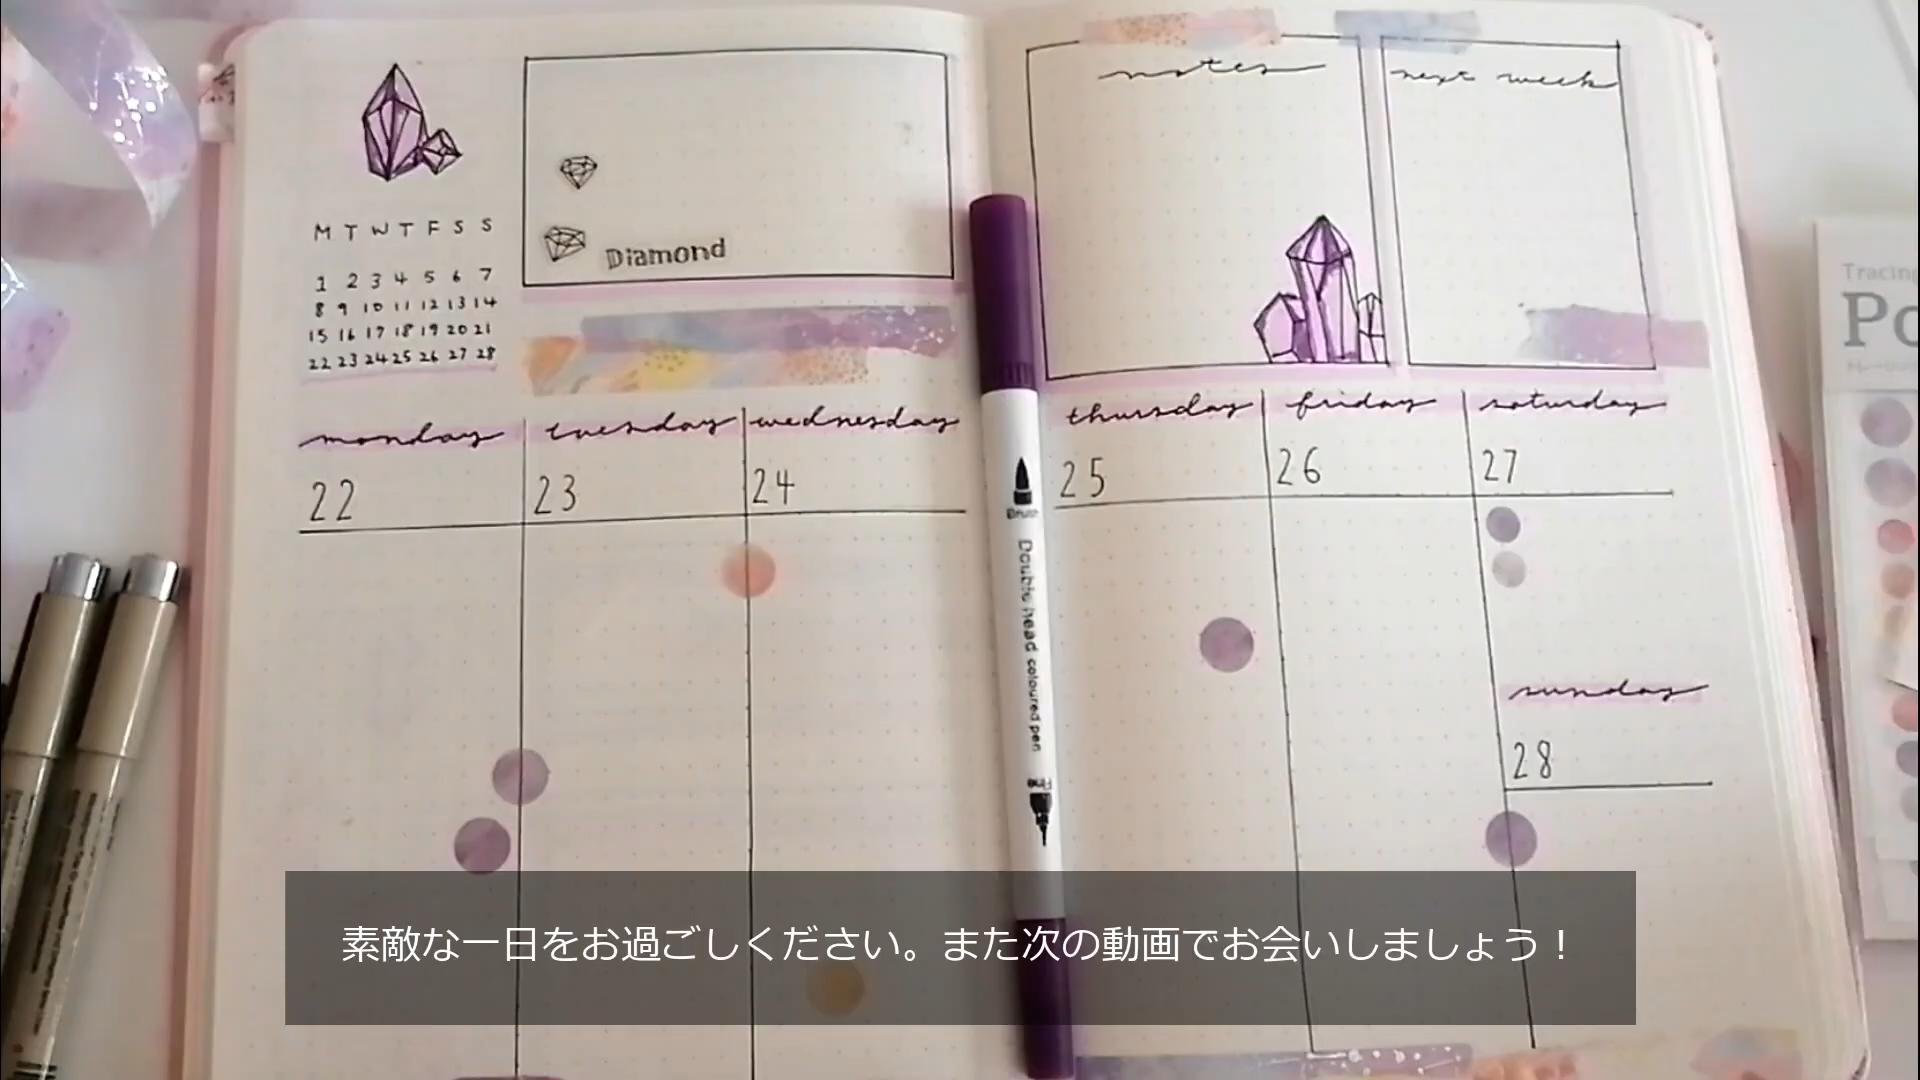 notes
next week
M T W T F S S
1 2 3 4 5 6 7
8 9 10 11 12 13 14
15 16 17 18 19 20 21
22 23 24 25 26 27 28
Diamond
Tracing
Po
monday
tuesday
wednesday
thursday
friday
saturday
22
23
24
25
26
27
Brush
Double head coloured pen
Fine
sunday
28
素敵な一日をお過ごしください。また次の動画でお会いしましょう!